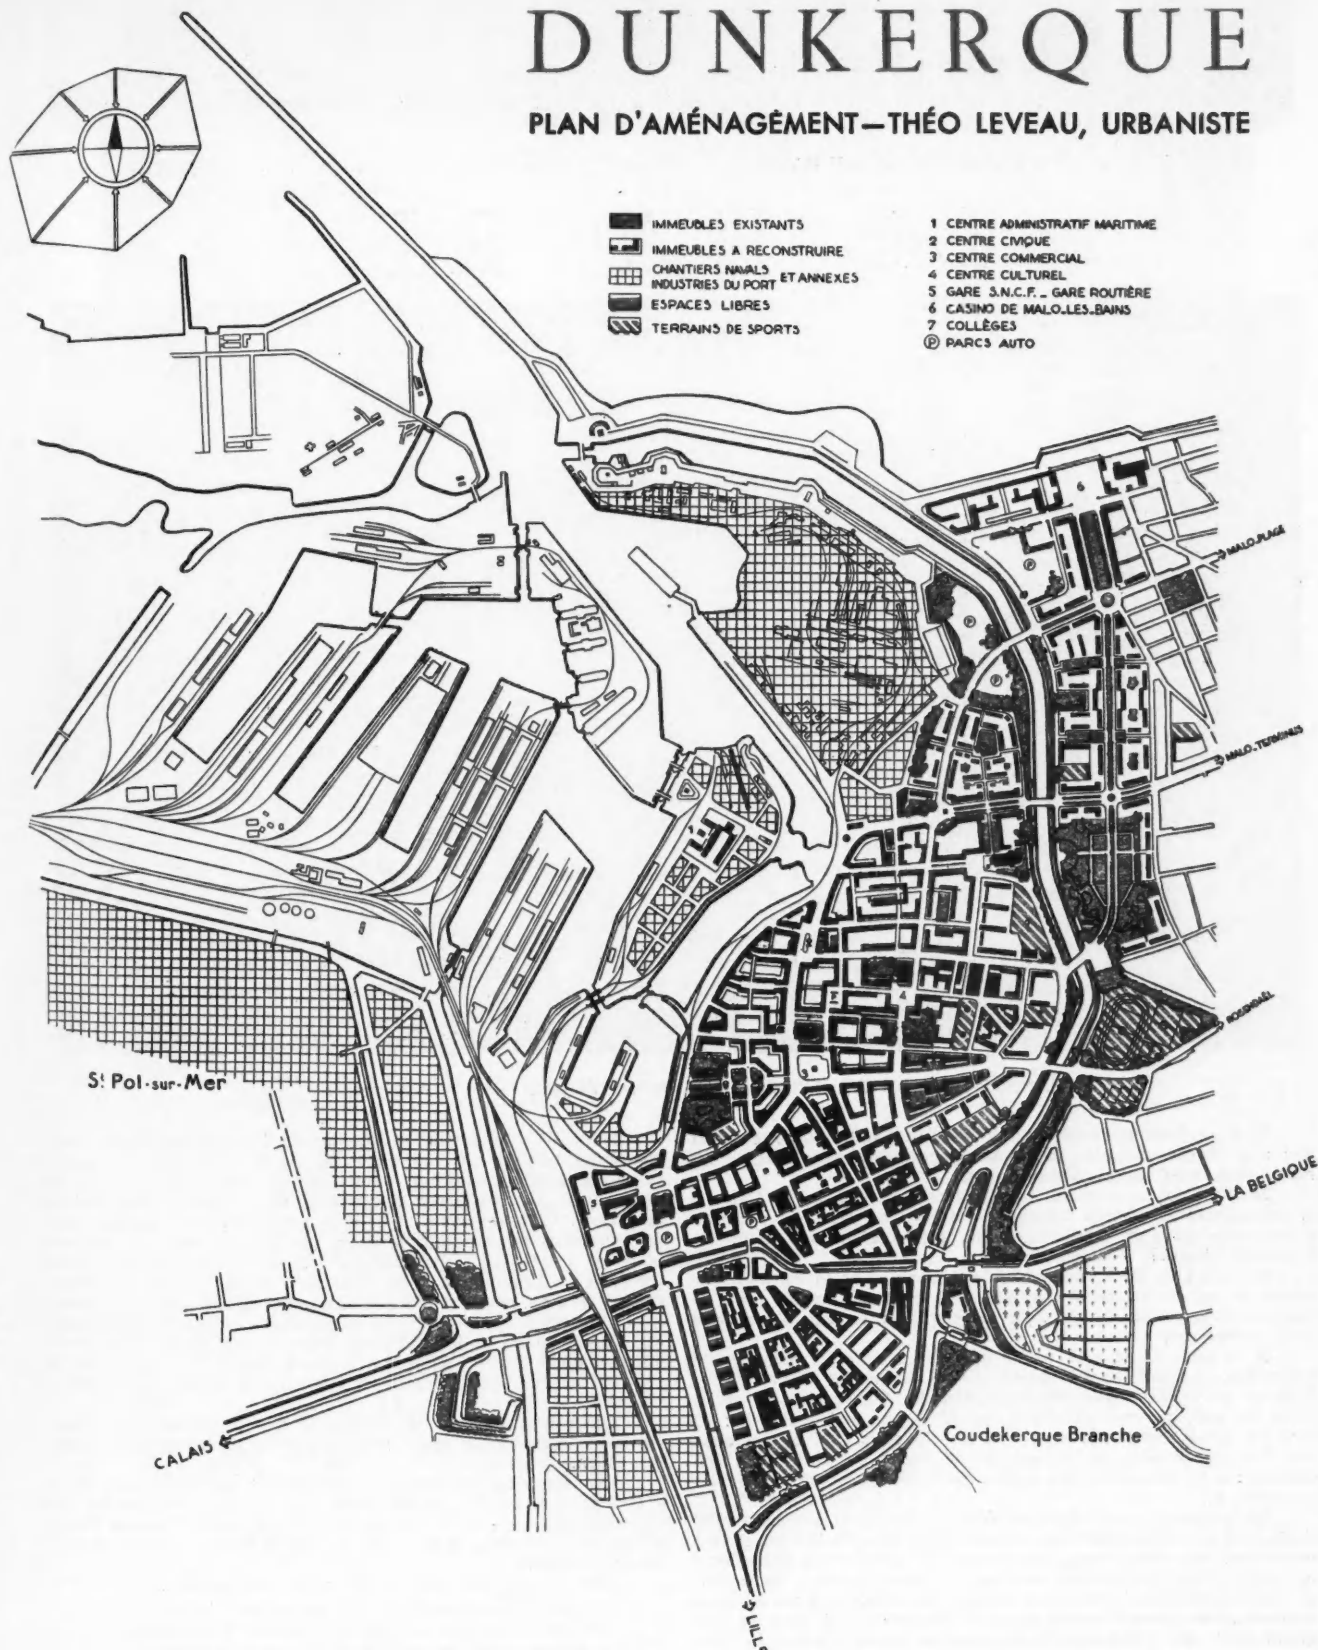 DUNKERQUE
PLAN D'AMÉNAGEMENT—THÉO LEVEAU, URBANISTE
IMMEUBLES EXISTANTS
IMMEUBLES A RECONSTRUIRE
CHANTIERS NAVALS
INDUSTRIES DU PORT ET ANNEXES
ESPACES LIBRES
TERRAINS DE SPORTS
1 CENTRE ADMINISTRATIF MARITIME
2 CENTRE CIVIQUE
3 CENTRE COMMERCIAL
4 CENTRE CULTUREL
5 GARE S.N.C.F. _ GARE ROUTIÈRE
6 CASINO DE MALO-LES-BAINS
7 COLLÈGES
P PARCS AUTO
6
P
MALO-PLAGE
P
P
MALO-TERMINUS
4
ROSENDAËL
St Pol-sur-Mer
LA BELGIQUE
P
CALAIS
Coudekerque Branche
LILLE